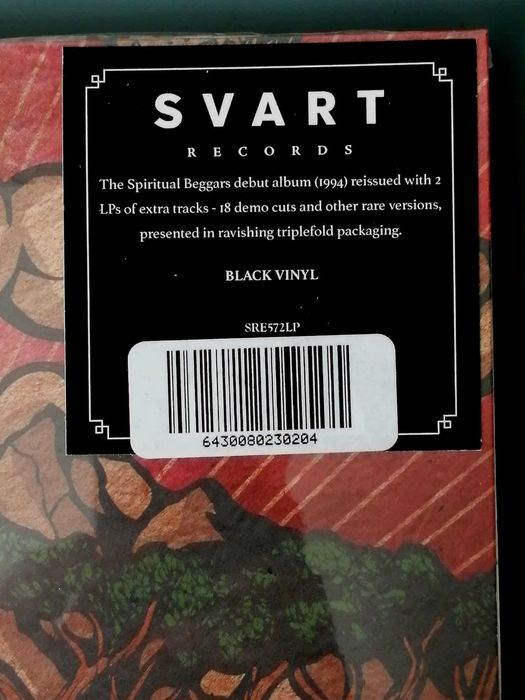 SVART
RECORDS
The Spiritual Beggars debut album (1994) reissued with 2
LPs of extra tracks - 18 demo cuts and other rare versions,
presented in ravishing triplefold packaging.
BLACK VINYL
SRE572LP
6430080230204